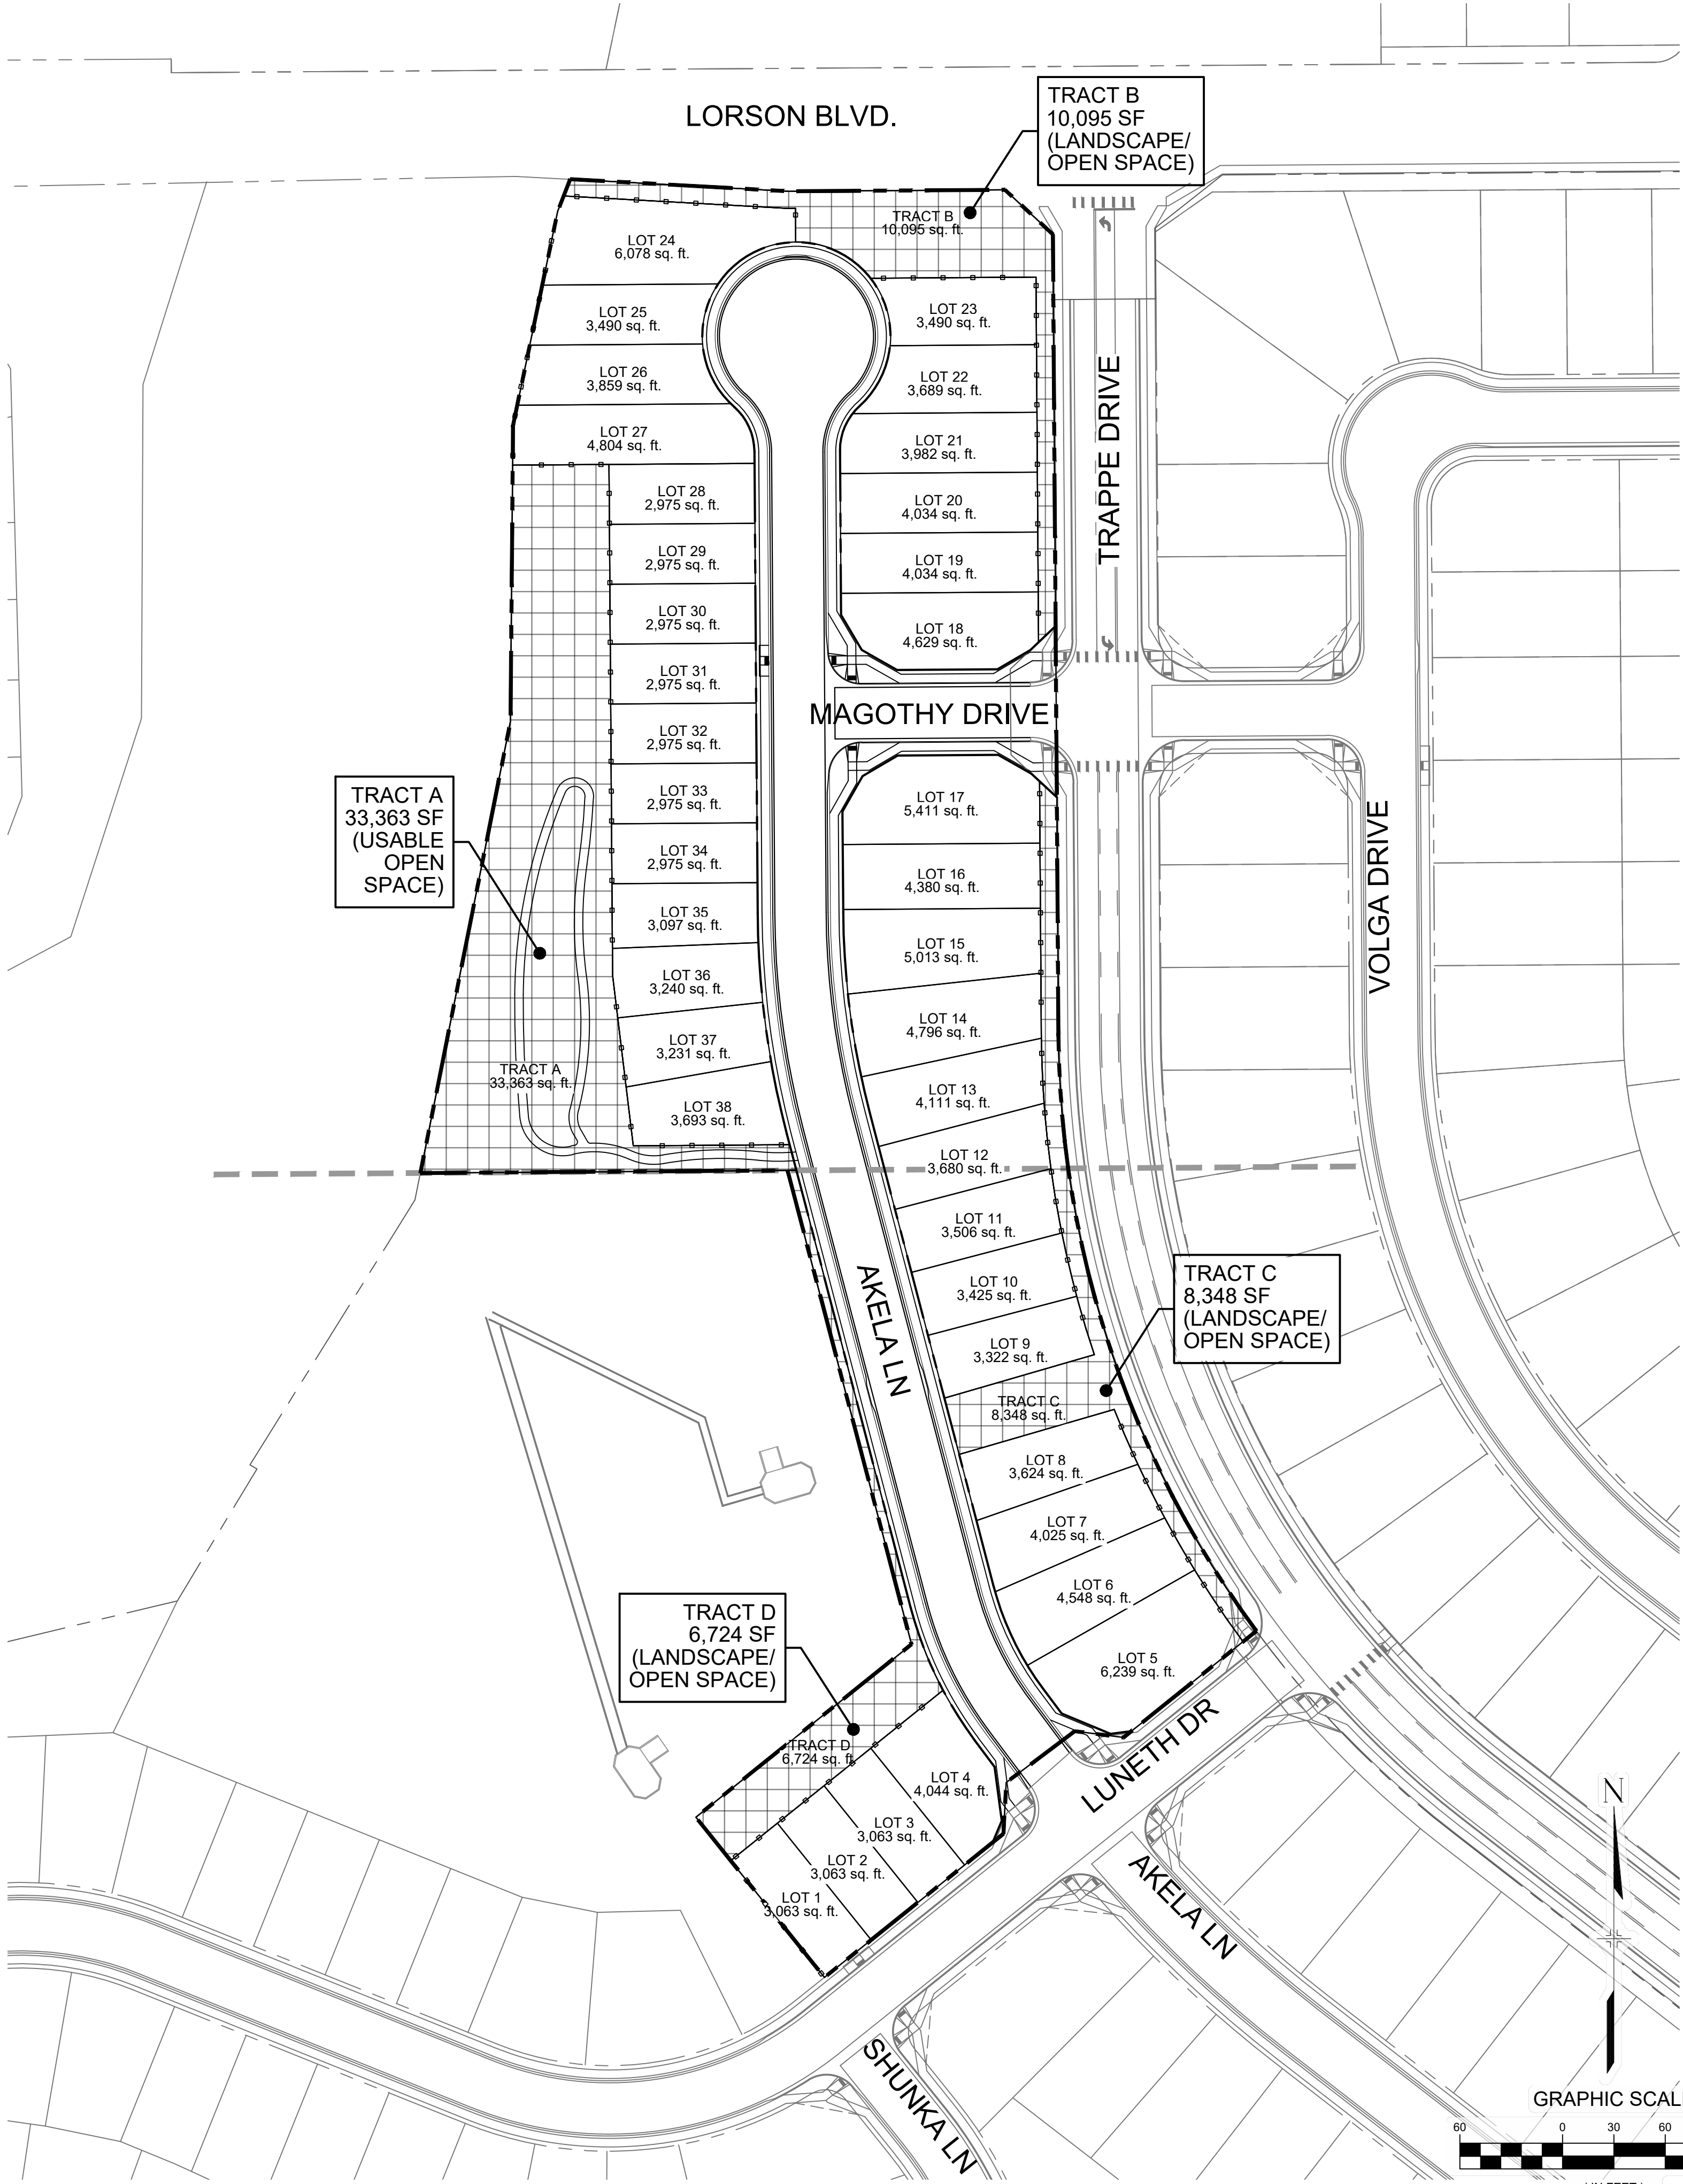 LORSON BLVD.
TRACT B
10,095 SF
(LANDSCAPE/
OPEN SPACE)
TRACT B
10,095 sq. ft.
LOT 24
6,078 sq. ft.
LOT 25
3,490 sq. ft.
LOT 26
3,859 sq. ft.
LOT 27
4,804 sq. ft.
LOT 28
2,975 sq. ft.
LOT 29
2,975 sq. ft.
LOT 30
2,975 sq. ft.
LOT 31
2,975 sq. ft.
LOT 32
2,975 sq. ft.
LOT 33
2,975 sq. ft.
LOT 34
2,975 sq. ft.
LOT 35
3,097 sq. ft.
LOT 36
3,240 sq. ft.
LOT 37
3,231 sq. ft.
LOT 38
3,693 sq. ft.
LOT 23
3,490 sq. ft.
LOT 22
3,689 sq. ft.
LOT 21
3,982 sq. ft.
LOT 20
4,034 sq. ft.
LOT 19
4,034 sq. ft.
LOT 18
4,629 sq. ft.
TRAPPE DRIVE
MAGOTHY DRIVE
VOLGA DRIVE
TRACT A
33,363 SF
(USABLE
OPEN
SPACE)
TRACT A
33,363 sq. ft.
LOT 17
5,411 sq. ft.
LOT 16
4,380 sq. ft.
LOT 15
5,013 sq. ft.
LOT 14
4,796 sq. ft.
LOT 13
4,111 sq. ft.
LOT 12
3,680 sq. ft.
LOT 11
3,506 sq. ft.
LOT 10
3,425 sq. ft.
LOT 9
3,322 sq. ft.
AKELA LN
TRACT C
8,348 SF
(LANDSCAPE/
OPEN SPACE)
TRACT C
8,348 sq. ft.
LOT 8
3,624 sq. ft.
LOT 7
4,025 sq. ft.
LOT 6
4,548 sq. ft.
LOT 5
6,239 sq. ft.
TRACT D
6,724 SF
(LANDSCAPE/
OPEN SPACE)
TRACT D
6,724 sq. ft.
LOT 4
4,044 sq. ft.
LOT 3
3,063 sq. ft.
LOT 2
3,063 sq. ft.
LOT 1
3,063 sq. ft.
LUNETH DR
AKELA LN
SHUNKA LN
N
GRAPHIC SCAL
60 0 30 60